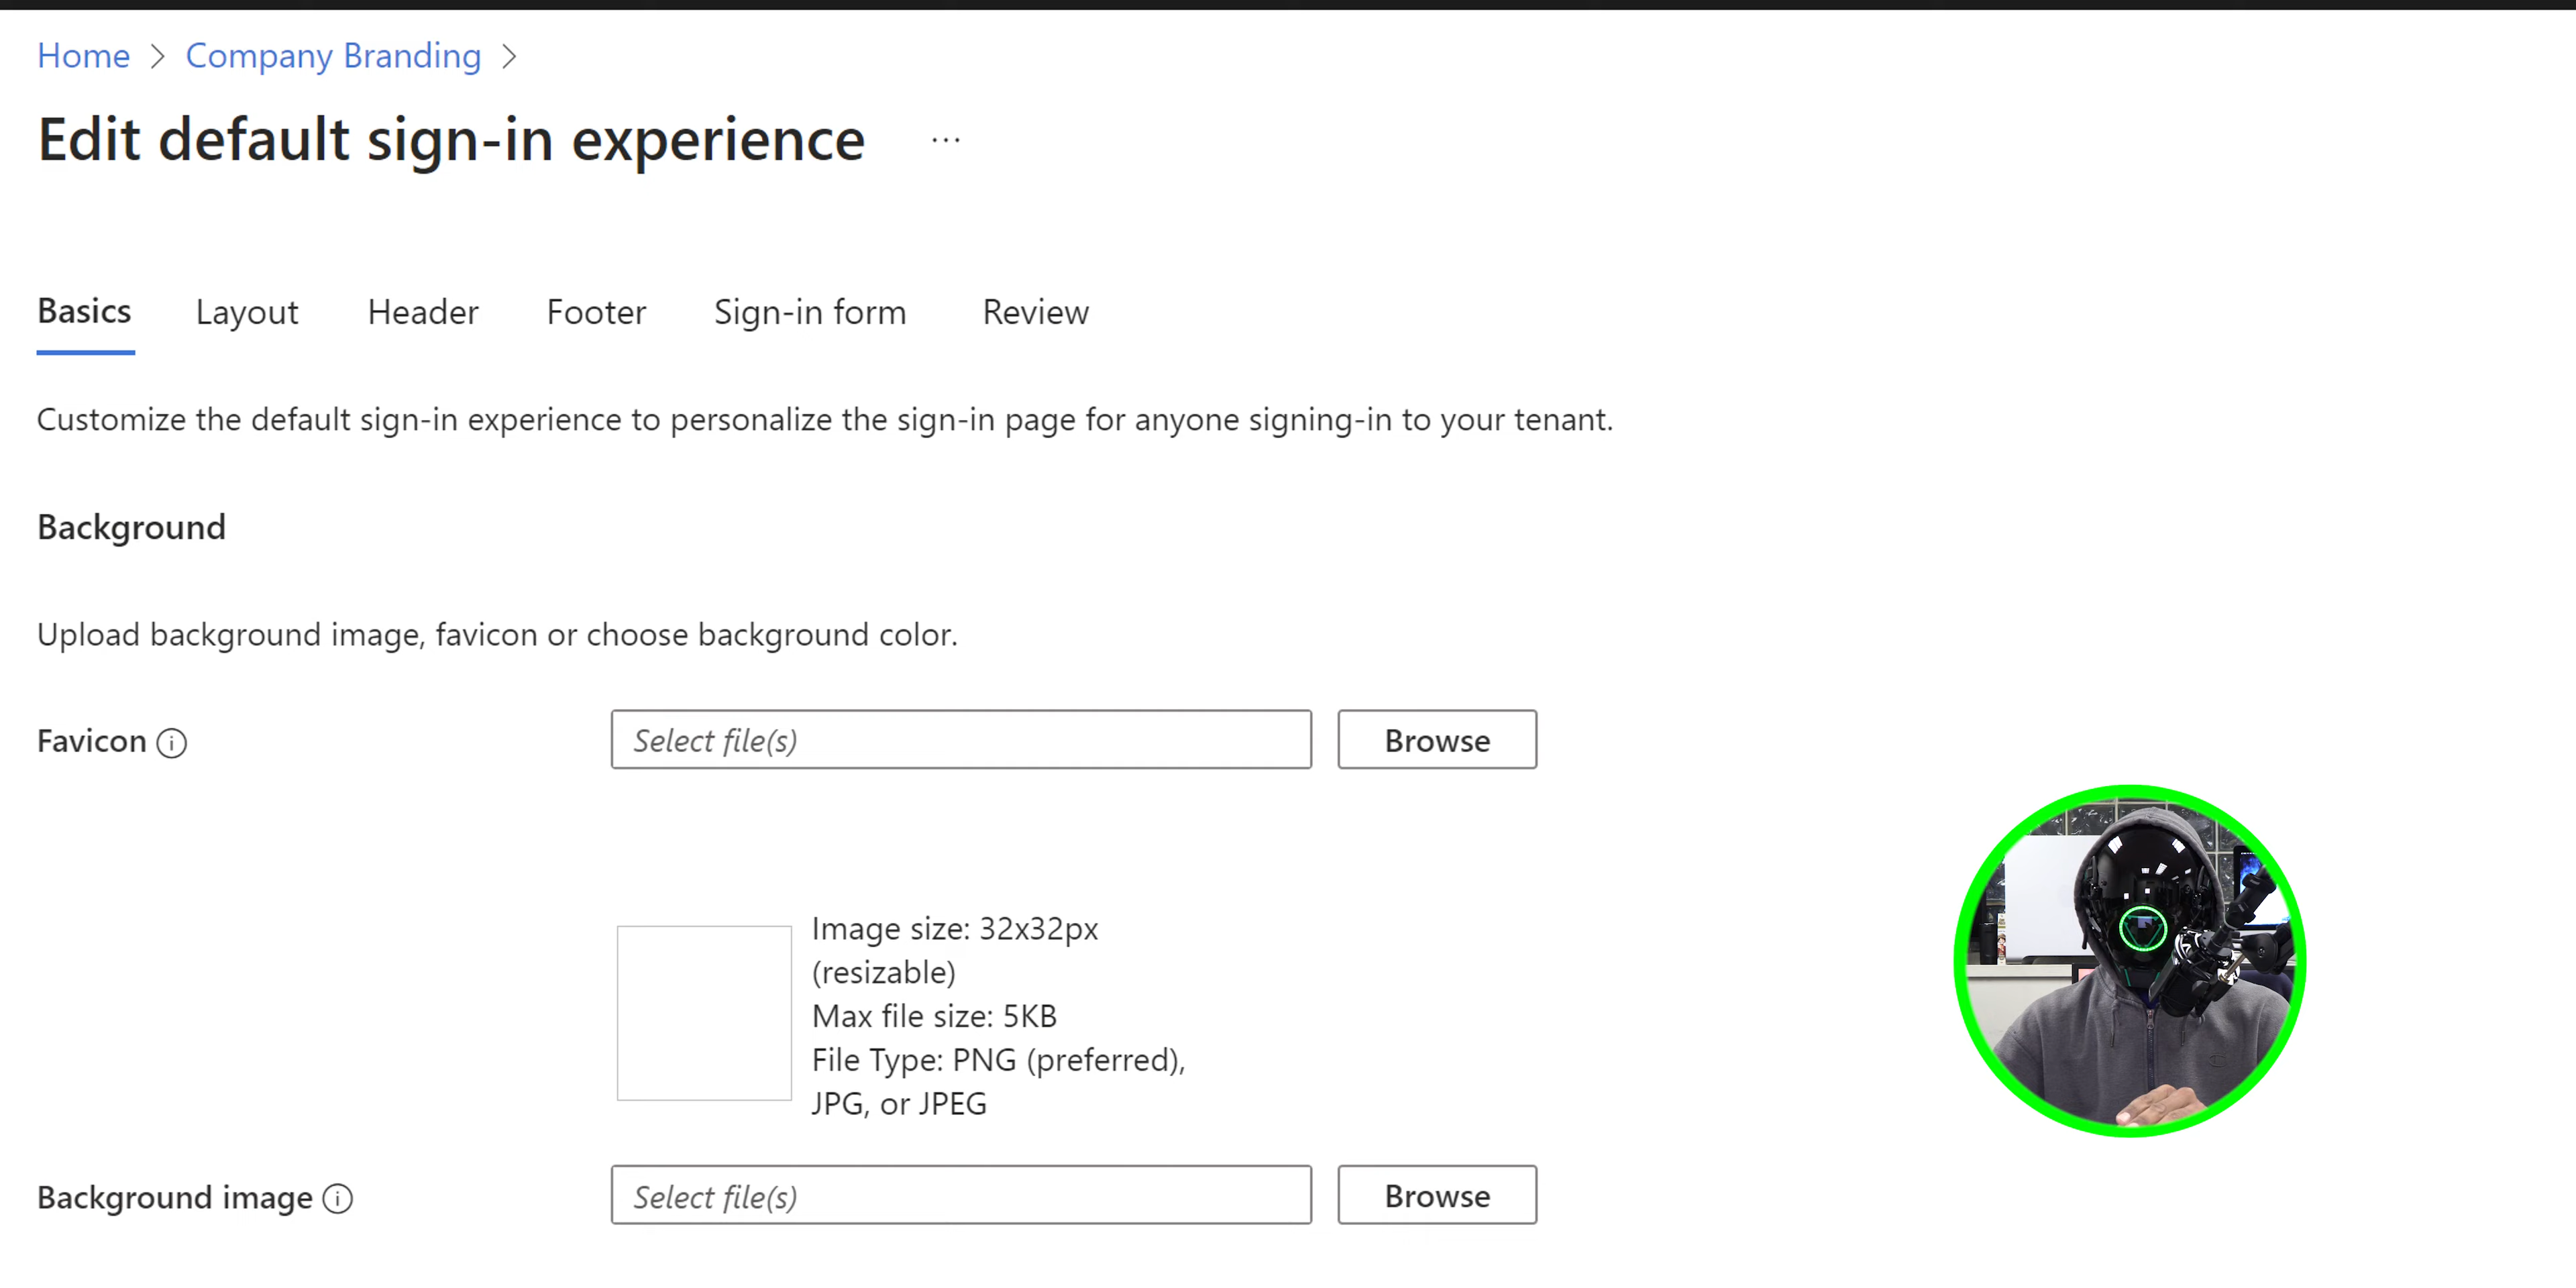 Home > Company Branding >
Edit default sign-in experience ...
Basics Layout Header Footer Sign-in form Review
Customize the default sign-in experience to personalize the sign-in page for anyone signing-in to your tenant.
Background
Upload background image, favicon or choose background color.
Favicon Select file(s) Browse
Image size: 32x32px
(resizable)
Max file size: 5KB
File Type: PNG (preferred),
JPG, or JPEG
Background image Select file(s) Browse